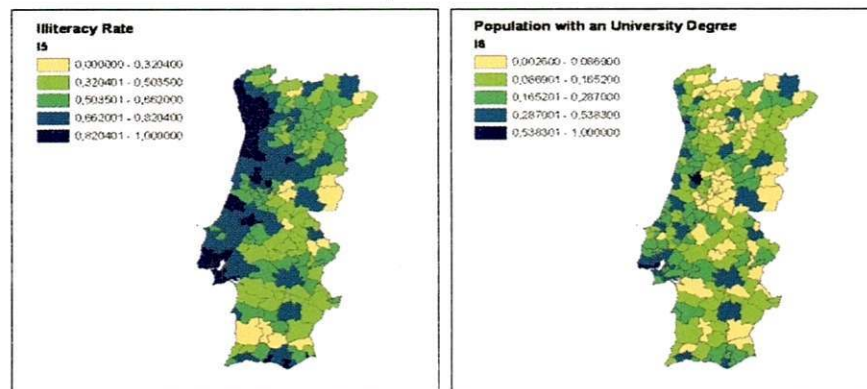 Illiteracy Rate
I5
0,000000 - 0,320400
0,320401 - 0,503500
0,503501 - 0,662000
0,662001 - 0,820400
0,820401 - 1,000000
Population with an University Degree
I6
0,002600 - 0,086900
0,086901 - 0,165200
0,165201 - 0,287000
0,287001 - 0,538300
0,538301 - 1,000000